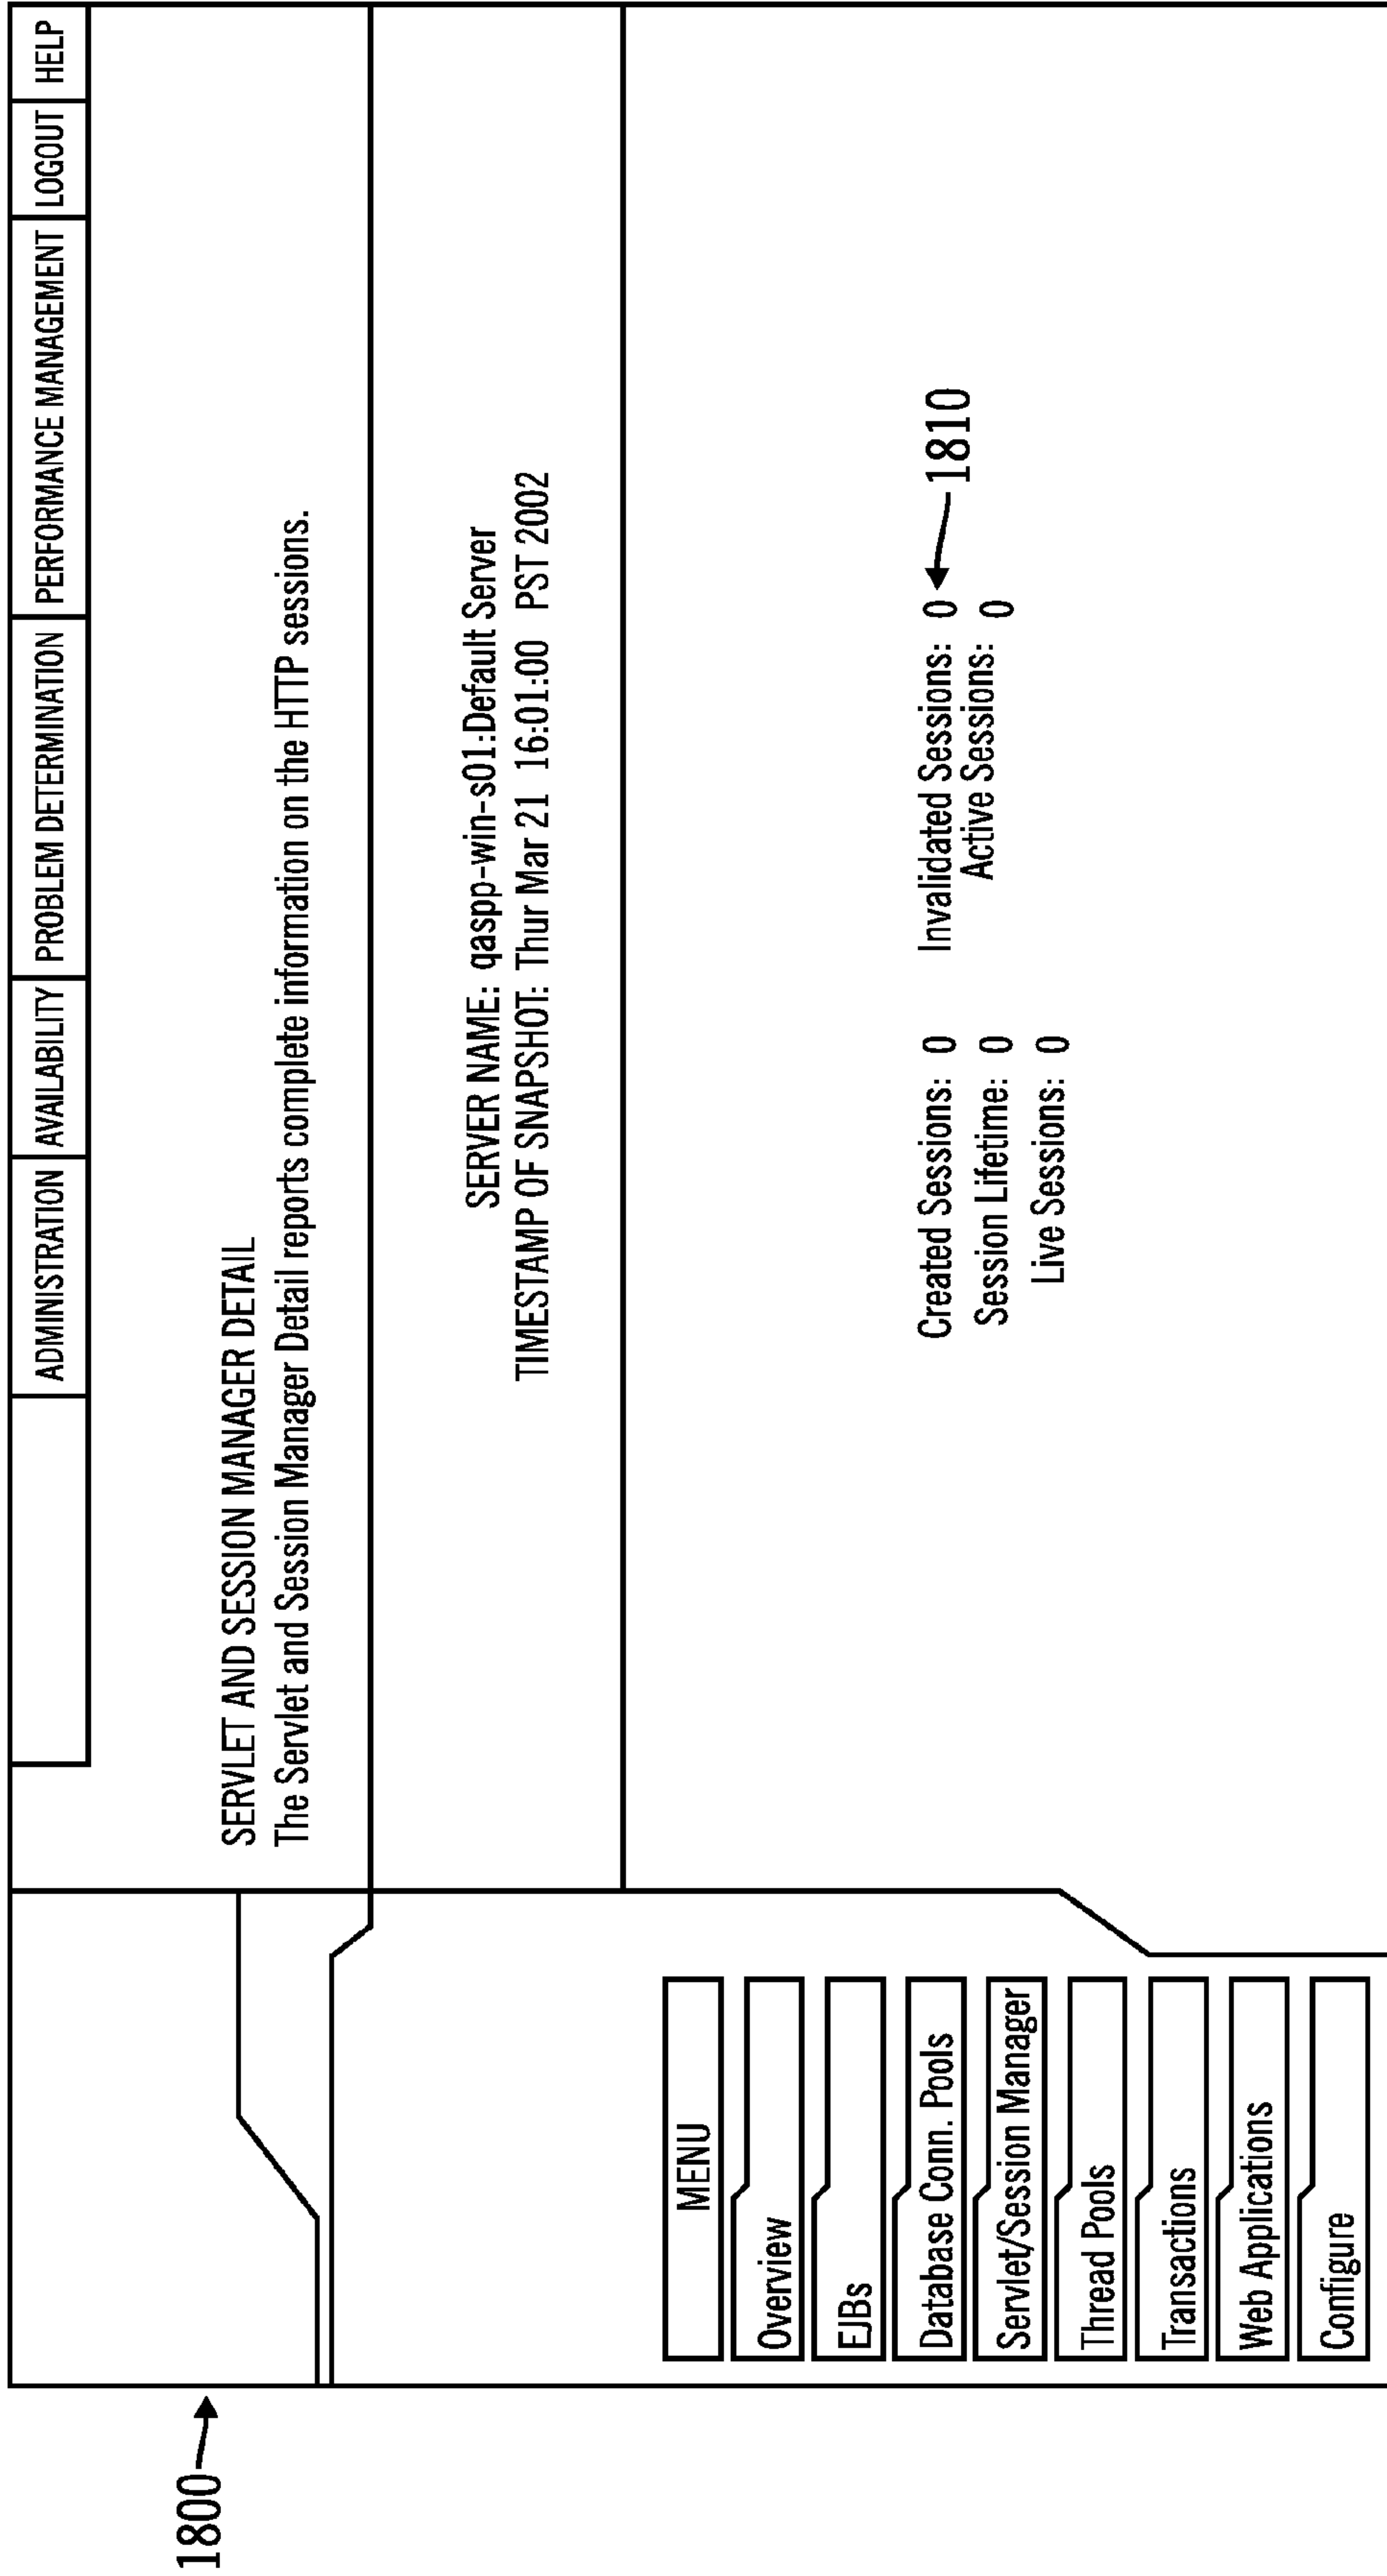 1800
ADMINISTRATION AVAILABILITY PROBLEM DETERMINATION PERFORMANCE MANAGEMENT LOGOUT HELP
SERVLET AND SESSION MANAGER DETAIL
The Servlet and Session Manager Detail reports complete information on the HTTP sessions.
SERVER NAME: qaspp-win-s01:Default Server
TIMESTAMP OF SNAPSHOT: Thur Mar 21 16:01:00 PST 2002
MENU
Overview
EJBs
Database Conn. Pools
Servlet/Session Manager
Thread Pools
Transactions
Web Applications
Configure
Created Sessions: 0 Invalidated Sessions: 0 1810
Session Lifetime: 0 Active Sessions: 0
Live Sessions: 0